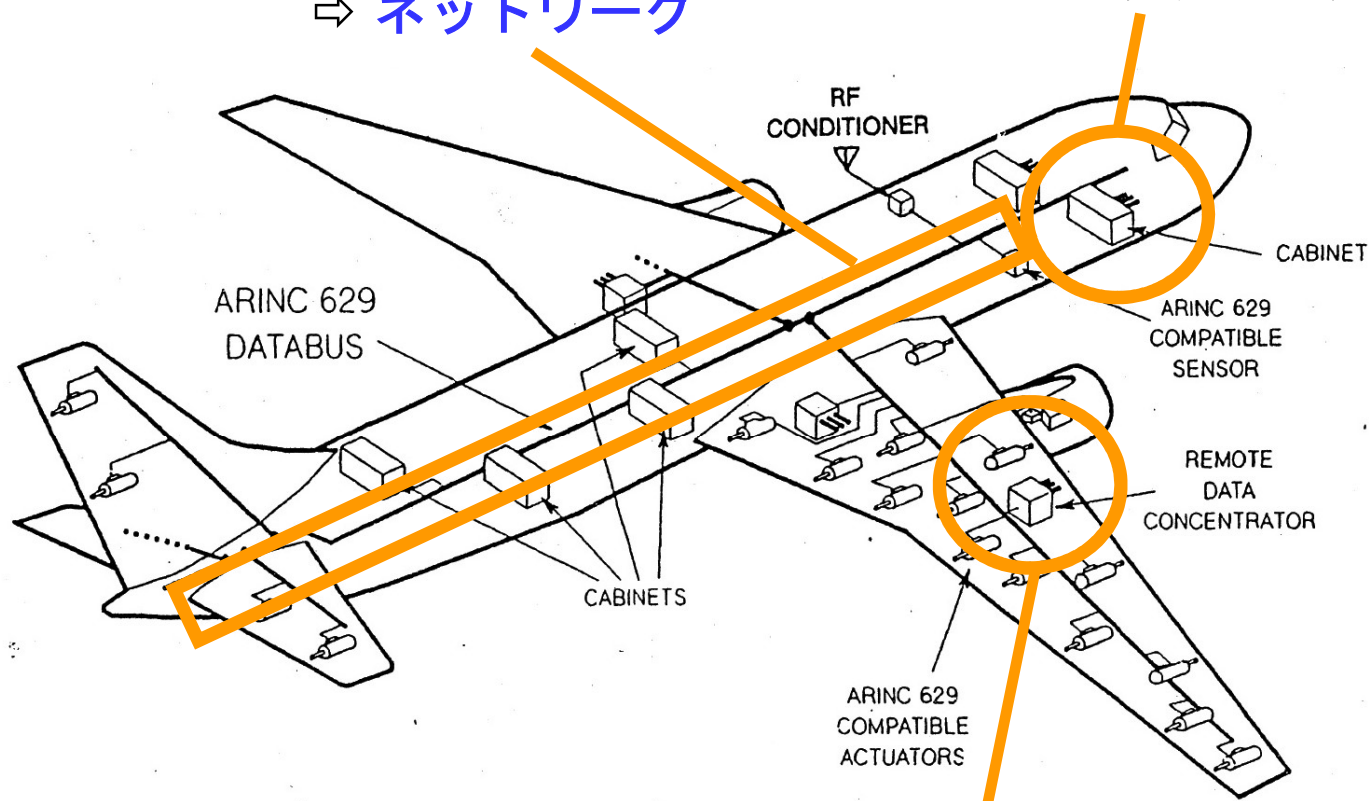 ⇨ ネットワーク
RF
CONDITIONER
CABINET
ARINC 629
DATABUS
ARINC 629
COMPATIBLE
SENSOR
REMOTE
DATA
CONCENTRATOR
CABINETS
ARINC 629
COMPATIBLE
ACTUATORS